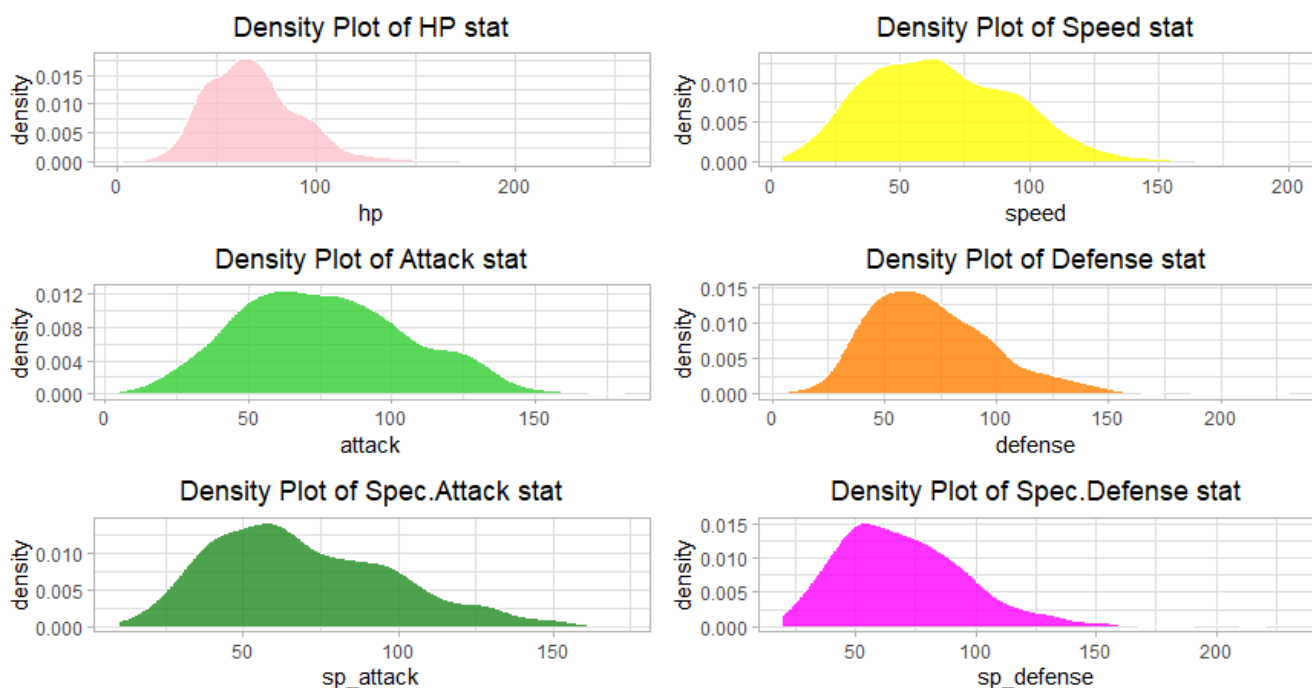 Density Plot of HP stat
density
0.015
0.010
0.005
0.000
0 100 200
hp
Density Plot of Speed stat
density
0.010
0.005
0.000
0 50 100 150 200
speed
Density Plot of Attack stat
density
0.012
0.008
0.004
0.000
0 50 100 150
attack
Density Plot of Defense stat
density
0.015
0.010
0.005
0.000
0 50 100 150 200
defense
Density Plot of Spec.Attack stat
density
0.010
0.005
0.000
50 100 150
sp_attack
Density Plot of Spec.Defense stat
density
0.015
0.010
0.005
0.000
50 100 150 200
sp_defense